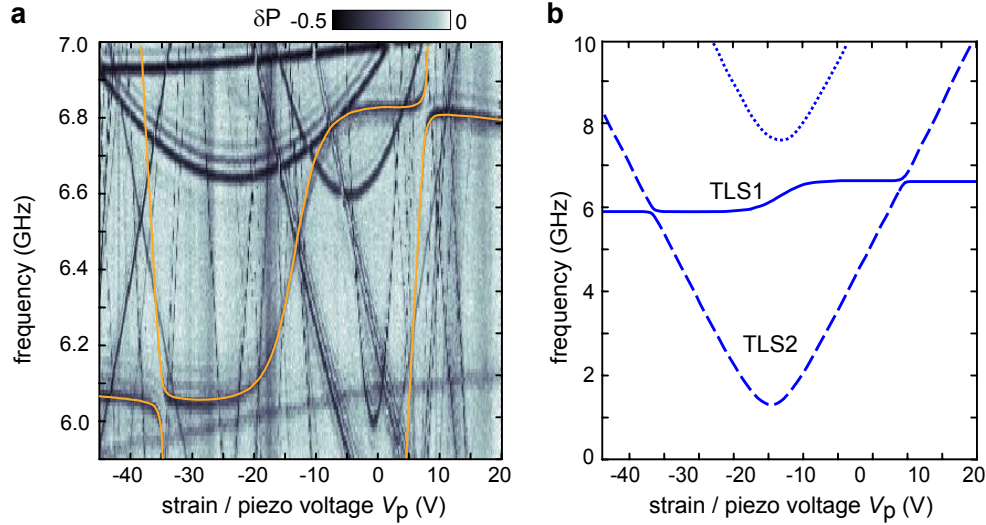 a
δP -0.5 0
7.0
6.8
6.6
6.4
6.2
6.0
frequency (GHz)
-40 -30 -20 -10 0 10 20
strain / piezo voltage Vp (V)
b
10
8
6
4
2
0
frequency (GHz)
TLS1
TLS2
-40 -30 -20 -10 0 10 20
strain / piezo voltage Vp (V)